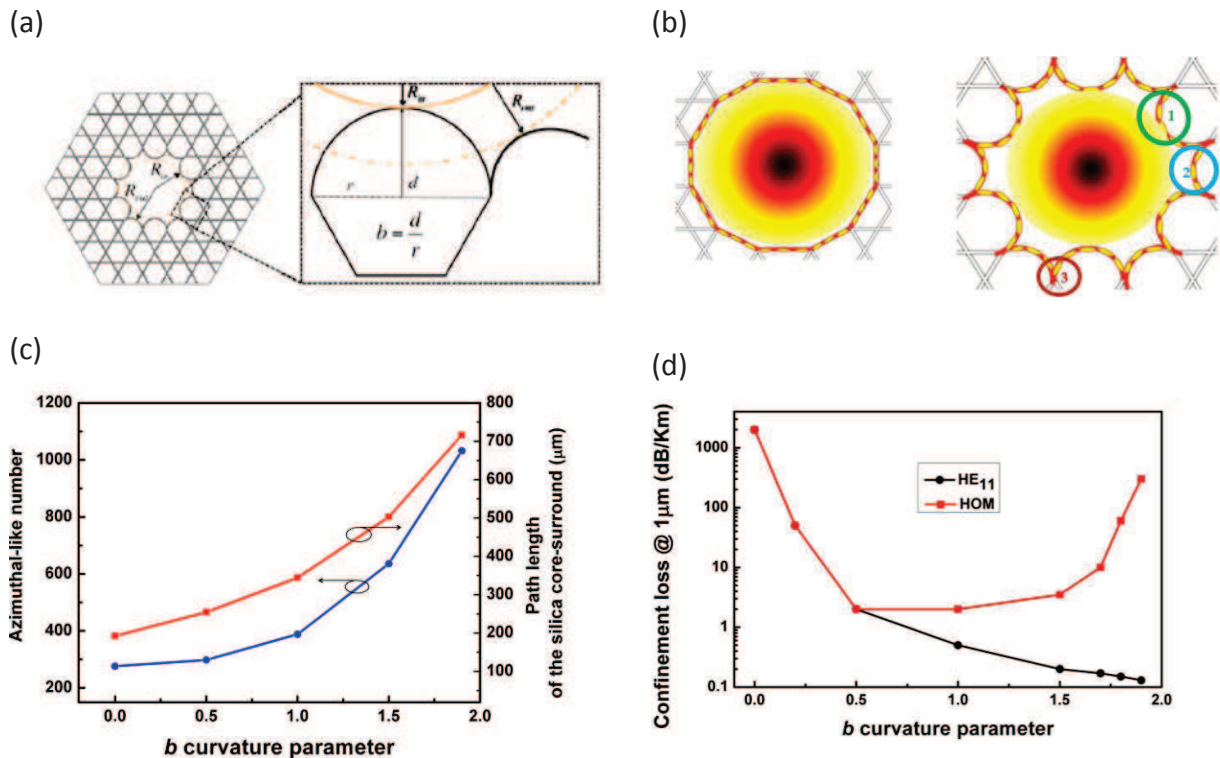 (a)
R_in
R_out
R_in
R_out
r
d
b = d/r
(b)
1
2
3
(c)
1200
1000
800
600
400
200
Azimuthal-like number
800
700
600
500
400
300
200
100
Path length
of the silica core-surround (μm)
0.0 0.5 1.0 1.5 2.0
b curvature parameter
(d)
1000
100
10
1
0.1
Confinement loss @ 1μm (dB/Km)
HE11
HOM
0.0 0.5 1.0 1.5 2.0
b curvature parameter